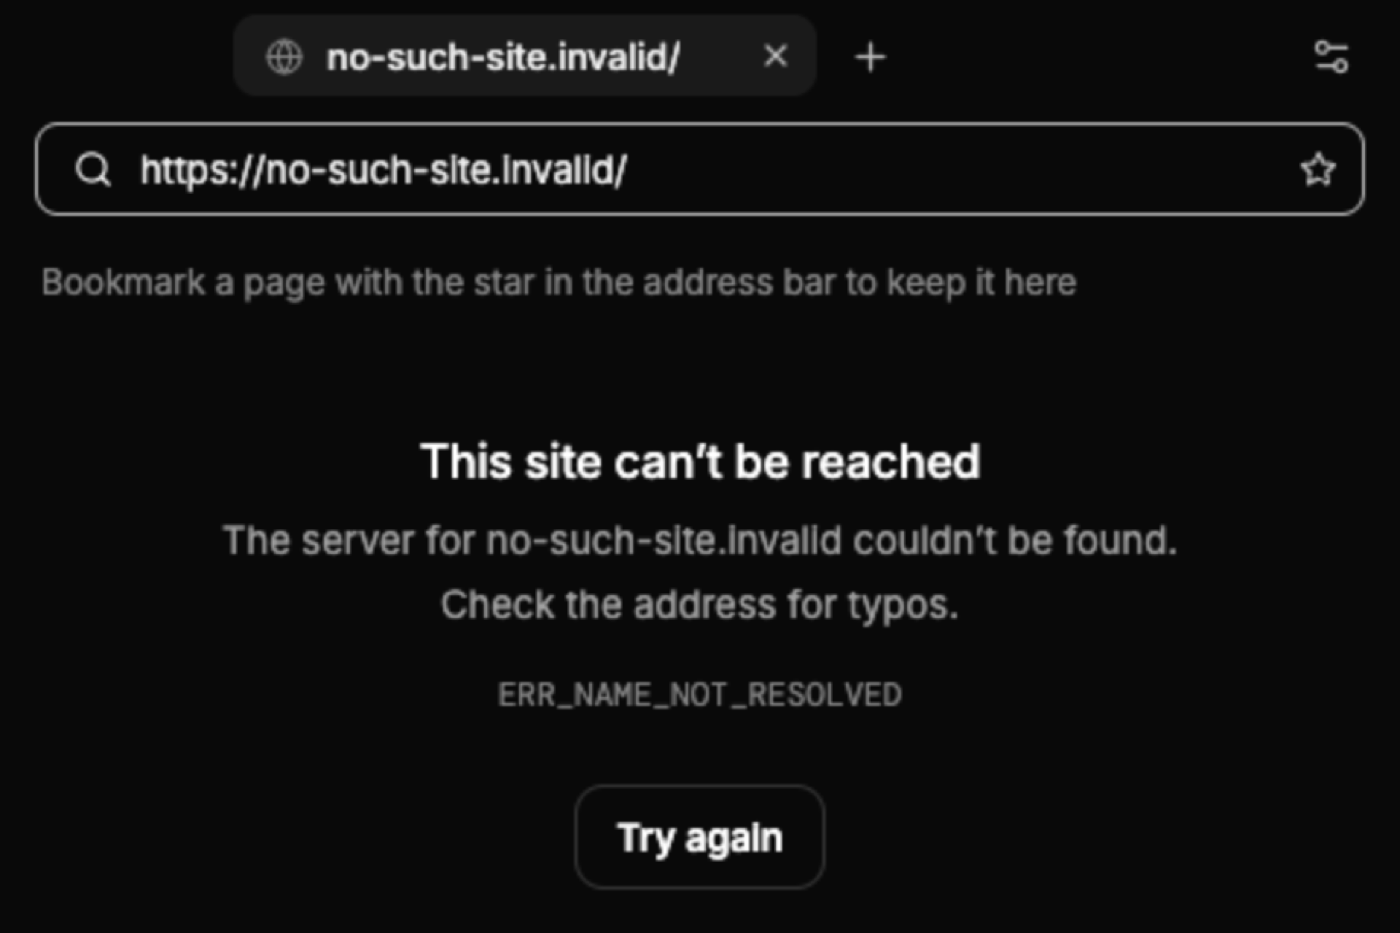 no-such-site.invalid/
https://no-such-site.invalid/
Bookmark a page with the star in the address bar to keep it here
This site can’t be reached
The server for no-such-site.invalid couldn’t be found.
Check the address for typos.
ERR_NAME_NOT_RESOLVED
Try again